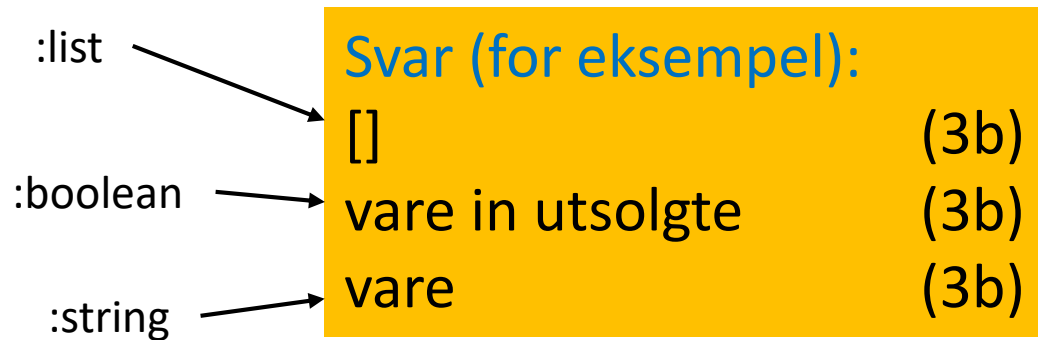 :list
Svar (for eksempel):
[] (3b)
:boolean
vare in utsolgte (3b)
:string
vare (3b)